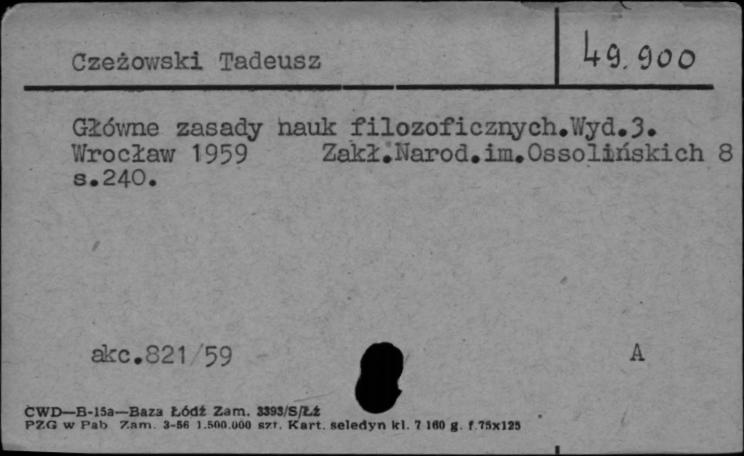 Czeżowski Tadeusz 49.900
Główne zasady nauk filozoficznych.Wyd.3.
Wrocław 1959 Zakł.Narod.im.Ossolińskich 8
s.240.
akc.821/59 A
CWD—B-15a—Baza Łódź Zam. 3393/S/Łż
PZG w Pab Zam. 3-56 1.500.000 szt. Kart. seledyn kl. 7 160 g. f.75x125